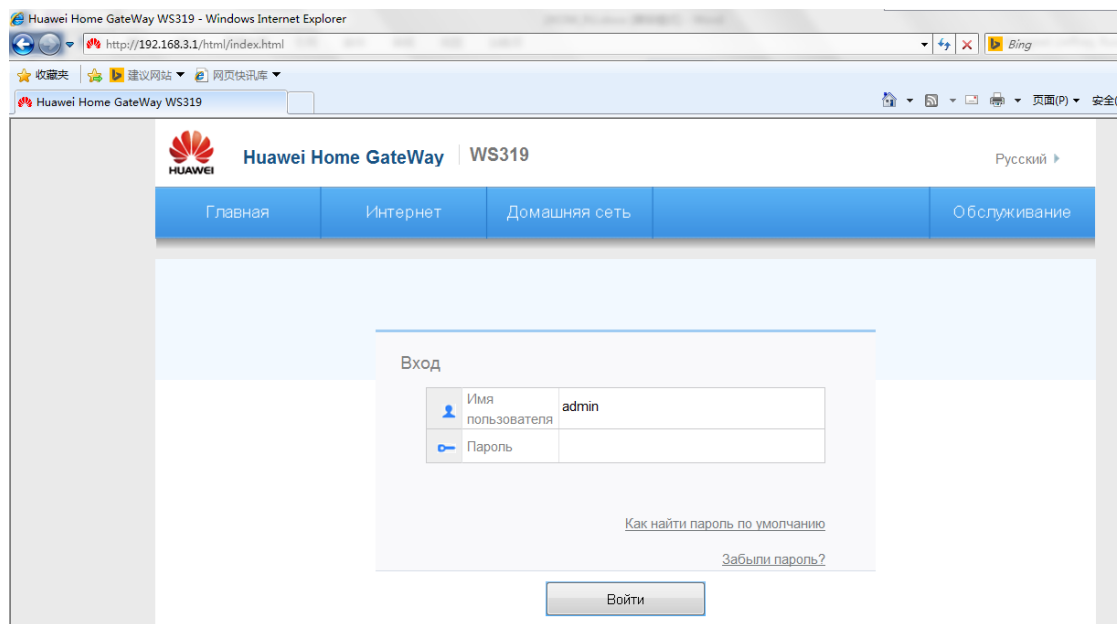 Huawei Home GateWay WS319 - Windows Internet Explorer
http://192.168.3.1/html/index.html
Bing
收藏夹 建议网站 网页快讯库
Huawei Home GateWay WS319
页面(P) 安全(
HUAWEI
Huawei Home GateWay WS319
Русский
Главная Интернет Домашняя сеть Обслуживание
Вход
Имя
пользователя
admin
Пароль
Как найти пароль по умолчанию
Забыли пароль?
Войти